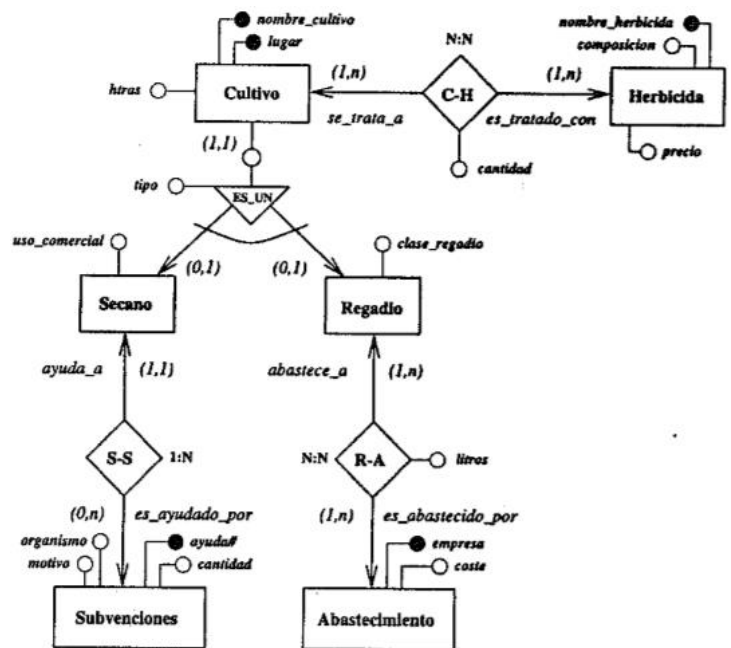 nombre_cultivo
lugar
htras
Cultivo
(1,n)
N:N
C-H
(1,n)
nombre_herbicida
composicion
Herbicida
se_trata_a
es_tratado_con
cantidad
precio
(1,1)
tipo
ES_UN
uso_comercial
(0,1)
(0,1)
clase_regadio
Secano
Regadio
ayuda_a
(1,1)
abastece_a
(1,n)
S-S
1:N
N:N
R-A
litros
(0,n)
es_ayudado_por
(1,n)
es_abastecido_por
organismo
motivo
ayuda#
cantidad
empresa
coste
Subvenciones
Abastecimiento